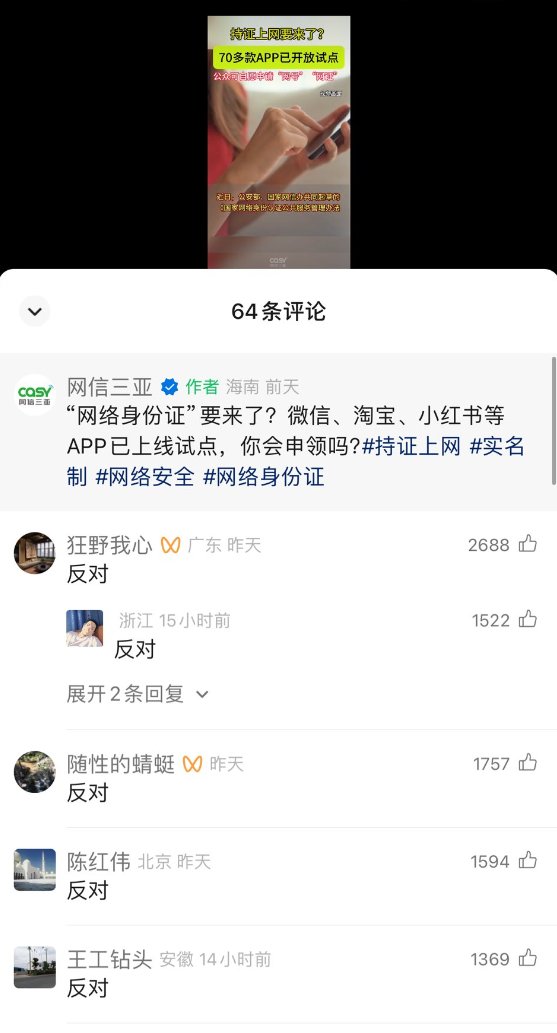 持证上网要来了？
70多款APP已开放试点
公众可自愿申请“网号”“网证”
近日，公安部、国家网信办共同起草的
《国家网络身份认证公共服务管理办法
CQSY
64条评论
CQSY
网信三亚
网信三亚 作者 海南 前天
“网络身份证”要来了？微信、淘宝、小红书等
APP已上线试点，你会申领吗?#持证上网 #实名
制 #网络安全 #网络身份证
狂野我心 广东 昨天 2688
反对
浙江 15小时前 1522
反对
展开2条回复
随性的蜻蜓 昨天 1757
反对
陈红伟 北京 昨天 1594
反对
王工钻头 安徽 14小时前 1369
反对